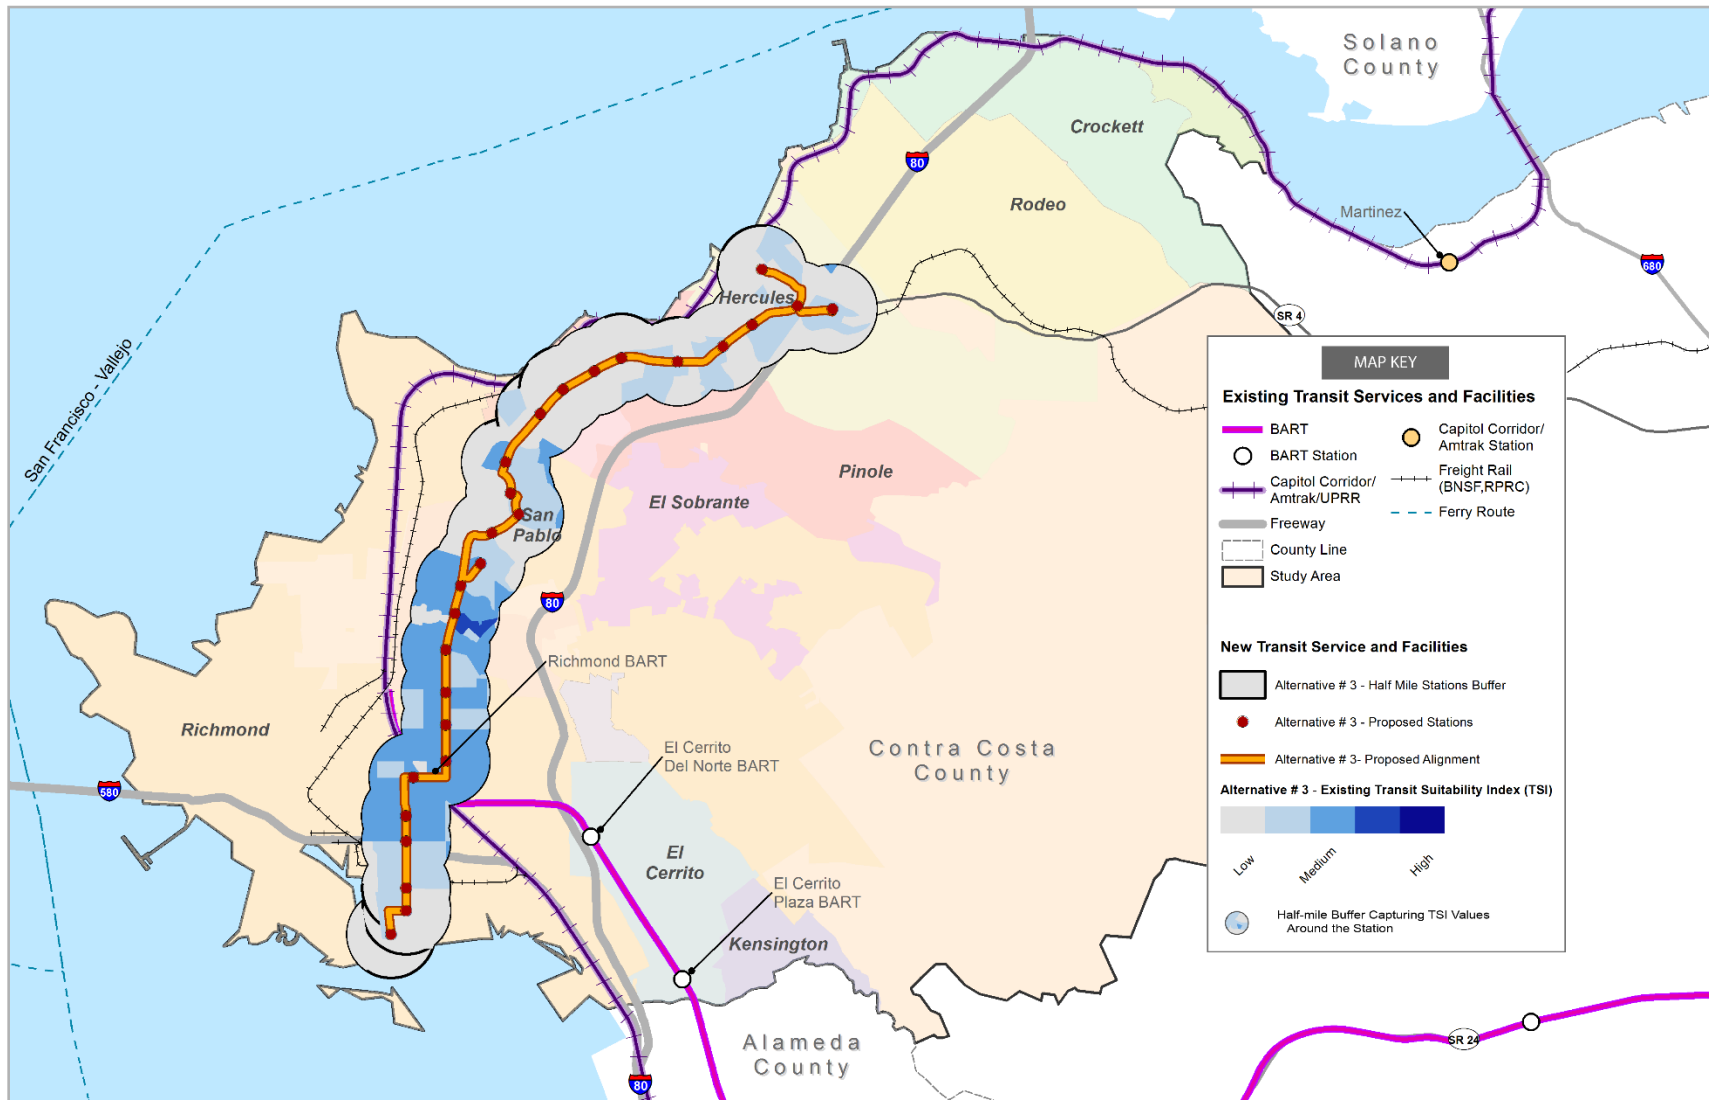 Solano
County
Crockett
80
Rodeo
Martinez
680
Hercules
SR 4
San Francisco - Vallejo
Pinole
El Sobrante
San
Pablo
80
Richmond BART
Richmond
El Cerrito
Del Norte BART
Contra Costa
County
580
El
Cerrito
El Cerrito
Plaza BART
Kensington
Alameda
County
80
SR 24
MAP KEY
Existing Transit Services and Facilities
BART
BART Station
Capitol Corridor/
Amtrak/UPRR
Freeway
County Line
Study Area
Capitol Corridor/
Amtrak Station
Freight Rail
(BNSF,RPRC)
Ferry Route
New Transit Service and Facilities
Alternative # 3 - Half Mile Stations Buffer
Alternative # 3 - Proposed Stations
Alternative # 3- Proposed Alignment
Alternative # 3 - Existing Transit Suitability Index (TSI)
Low
Medium
High
Half-mile Buffer Capturing TSI Values
Around the Station